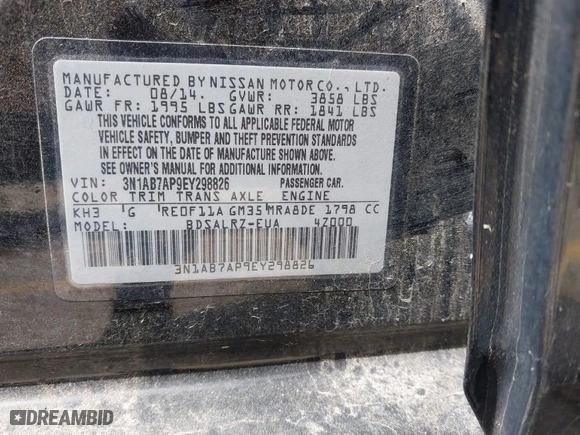 MANUFACTURED BY NISSAN MOTOR CO., LTD.
DATE: 08/14. GVWR: 3858 LBS
GAWR FR: 1995 LBS GAWR RR: 1841 LBS
THIS VEHICLE CONFORMS TO ALL APPLICABLE FEDERAL MOTOR
VEHICLE SAFETY, BUMPER AND THEFT PREVENTION STANDARDS
IN EFFECT ON THE DATE OF MANUFACTURE SHOWN ABOVE.
SEE OWNER'S MANUAL FOR ADDITIONAL INFORMATION
VIN: 3N1AB7AP9EY298826 PASSENGER CAR.
COLOR TRIM TRANS AXLE ENGINE
KH3 G RE0F11A GM35 MRA8DE 1798 CC
MODEL: BDSALRZ-EUA 4Z000
3N1AB7AP9EY298826
DREAMBID